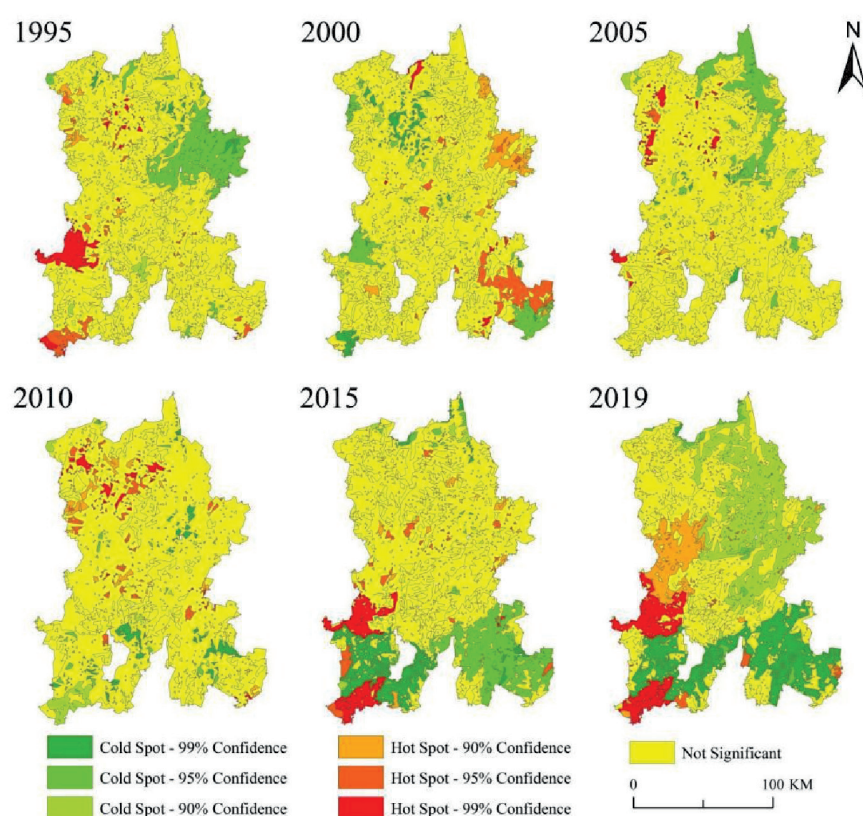 1995
2000
2005
N
2010
2015
2019
Cold Spot - 99% Confidence
Hot Spot - 90% Confidence
Not Significant
Cold Spot - 95% Confidence
Hot Spot - 95% Confidence
0
100 KM
Cold Spot - 90% Confidence
Hot Spot - 99% Confidence